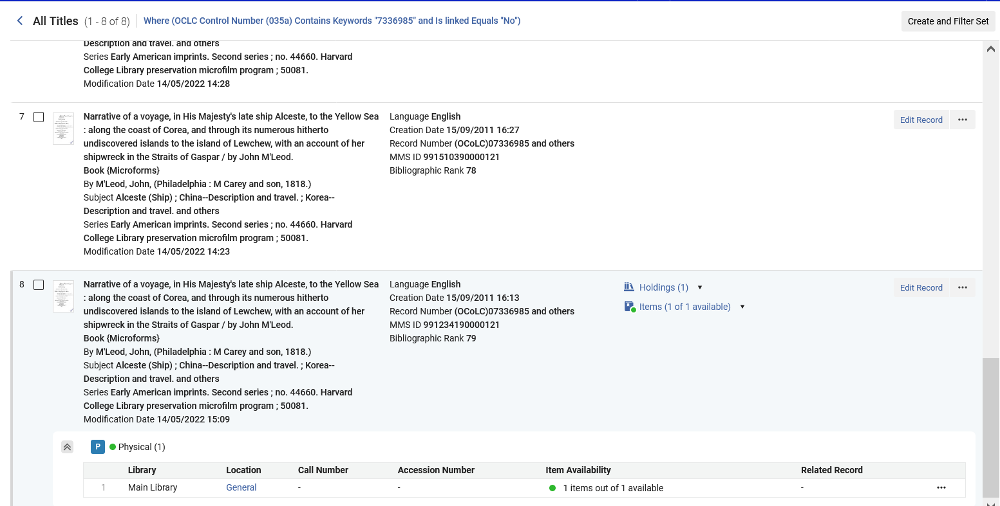 All Titles (1 - 8 of 8) Where (OCLC Control Number (035a) Contains Keywords "7336985" and Is linked Equals "No") Create and Filter Set
Description and travel. and others
Series Early American imprints. Second series ; no. 44660. Harvard
College Library preservation microfilm program ; 50081.
Modification Date 14/05/2022 14:28
7
Narrative of a voyage, in His Majesty's late ship Alceste, to the Yellow Sea
: along the coast of Corea, and through its numerous hitherto
undiscovered islands to the island of Lewchew, with an account of her
shipwreck in the Straits of Gaspar / by John M'Leod.
Book {Microforms}
By M'Leod, John, (Philadelphia : M Carey and son, 1818.)
Subject Alceste (Ship) ; China--Description and travel. ; Korea--
Description and travel. and others
Series Early American imprints. Second series ; no. 44660. Harvard
College Library preservation microfilm program ; 50081.
Modification Date 14/05/2022 14:23
Language English
Creation Date 15/09/2011 16:27
Record Number (OCoLC)07336985 and others
MMS ID 991510390000121
Bibliographic Rank 78
Edit Record
8
Narrative of a voyage, in His Majesty's late ship Alceste, to the Yellow Sea
: along the coast of Corea, and through its numerous hitherto
undiscovered islands to the island of Lewchew, with an account of her
shipwreck in the Straits of Gaspar / by John M'Leod.
Book {Microforms}
By M'Leod, John, (Philadelphia : M Carey and son, 1818.)
Subject Alceste (Ship) ; China--Description and travel. ; Korea--
Description and travel. and others
Series Early American imprints. Second series ; no. 44660. Harvard
College Library preservation microfilm program ; 50081.
Modification Date 14/05/2022 15:09
Language English
Creation Date 15/09/2011 16:13
Record Number (OCoLC)07336985 and others
MMS ID 991234190000121
Bibliographic Rank 79
Holdings (1)
Items (1 of 1 available)
Edit Record
P Physical (1)
Library Location Call Number Accession Number Item Availability Related Record
1 Main Library General - - 1 items out of 1 available -